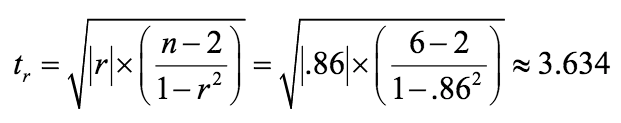 t_r = √(|r| × ((n − 2) / (1 − r²))) = √(|.86| × ((6 − 2) / (1 − .86²))) ≈ 3.634